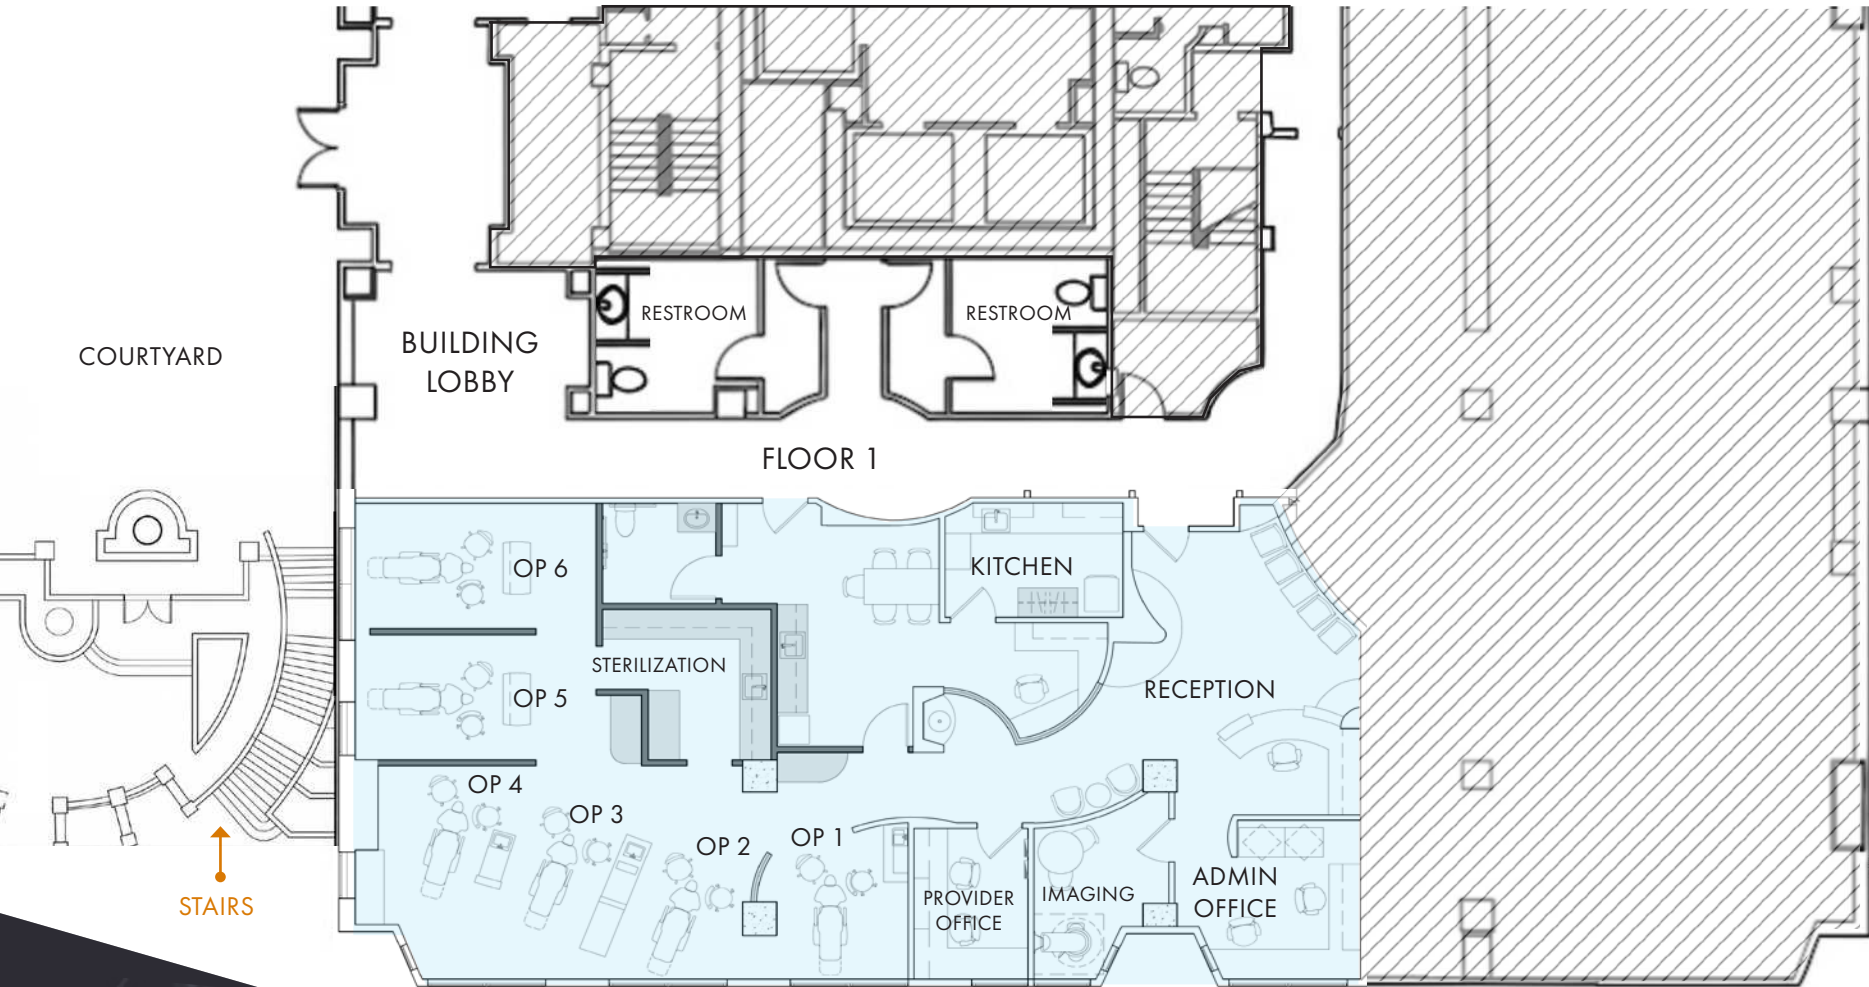 RESTROOM
RESTROOM
COURTYARD
BUILDING
LOBBY
FLOOR 1
OP 6
KITCHEN
STERILIZATION
OP 5
RECEPTION
OP 4
OP 3
OP 2
OP 1
ADMIN
OFFICE
PROVIDER
OFFICE
IMAGING
STAIRS